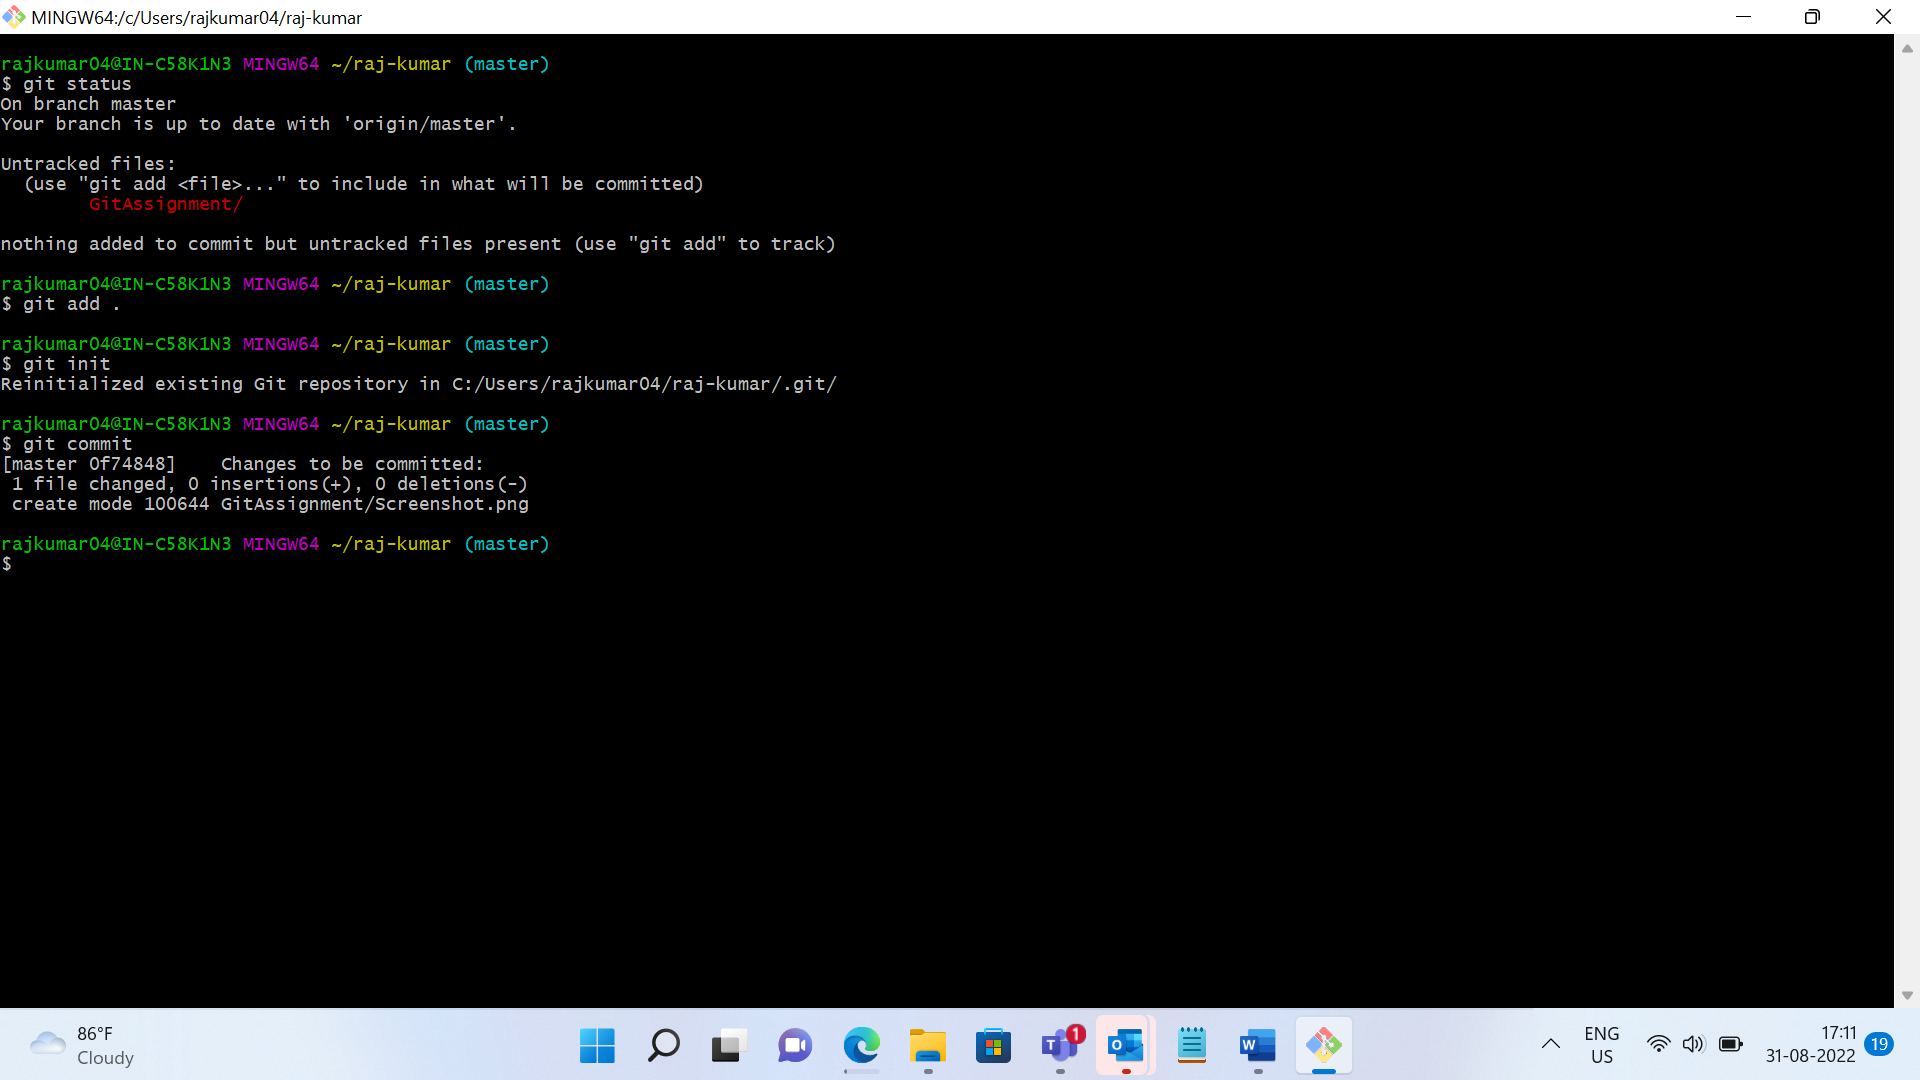 MINGW64:/c/Users/rajkumar04/raj-kumar
rajkumar04@IN-C58K1N3 MINGW64 ~/raj-kumar (master)
$ git status
On branch master
Your branch is up to date with 'origin/master'.
Untracked files:
  (use "git add <file>..." to include in what will be committed)
        GitAssignment/
nothing added to commit but untracked files present (use "git add" to track)
rajkumar04@IN-C58K1N3 MINGW64 ~/raj-kumar (master)
$ git add .
rajkumar04@IN-C58K1N3 MINGW64 ~/raj-kumar (master)
$ git init
Reinitialized existing Git repository in C:/Users/rajkumar04/raj-kumar/.git/
rajkumar04@IN-C58K1N3 MINGW64 ~/raj-kumar (master)
$ git commit
[master 0f74848]    Changes to be committed:
 1 file changed, 0 insertions(+), 0 deletions(-)
 create mode 100644 GitAssignment/Screenshot.png
rajkumar04@IN-C58K1N3 MINGW64 ~/raj-kumar (master)
$
86°F
Cloudy
T
1
O
W
ENG
US
17:11
31-08-2022
19